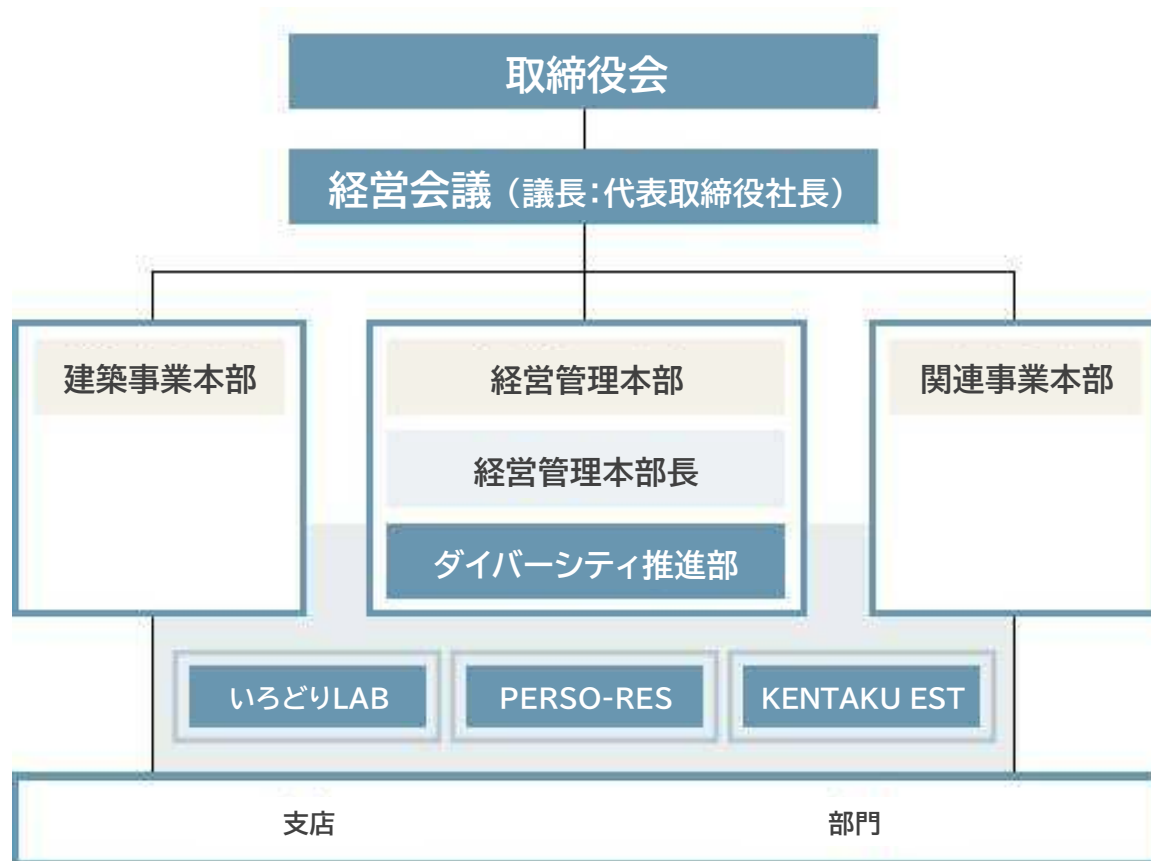 取締役会
経営会議（議長：代表取締役社長）
建築事業本部
経営管理本部
関連事業本部
経営管理本部長
ダイバーシティ推進部
いろどりLAB
PERSO-RES
KENTAKU EST
支店
部門